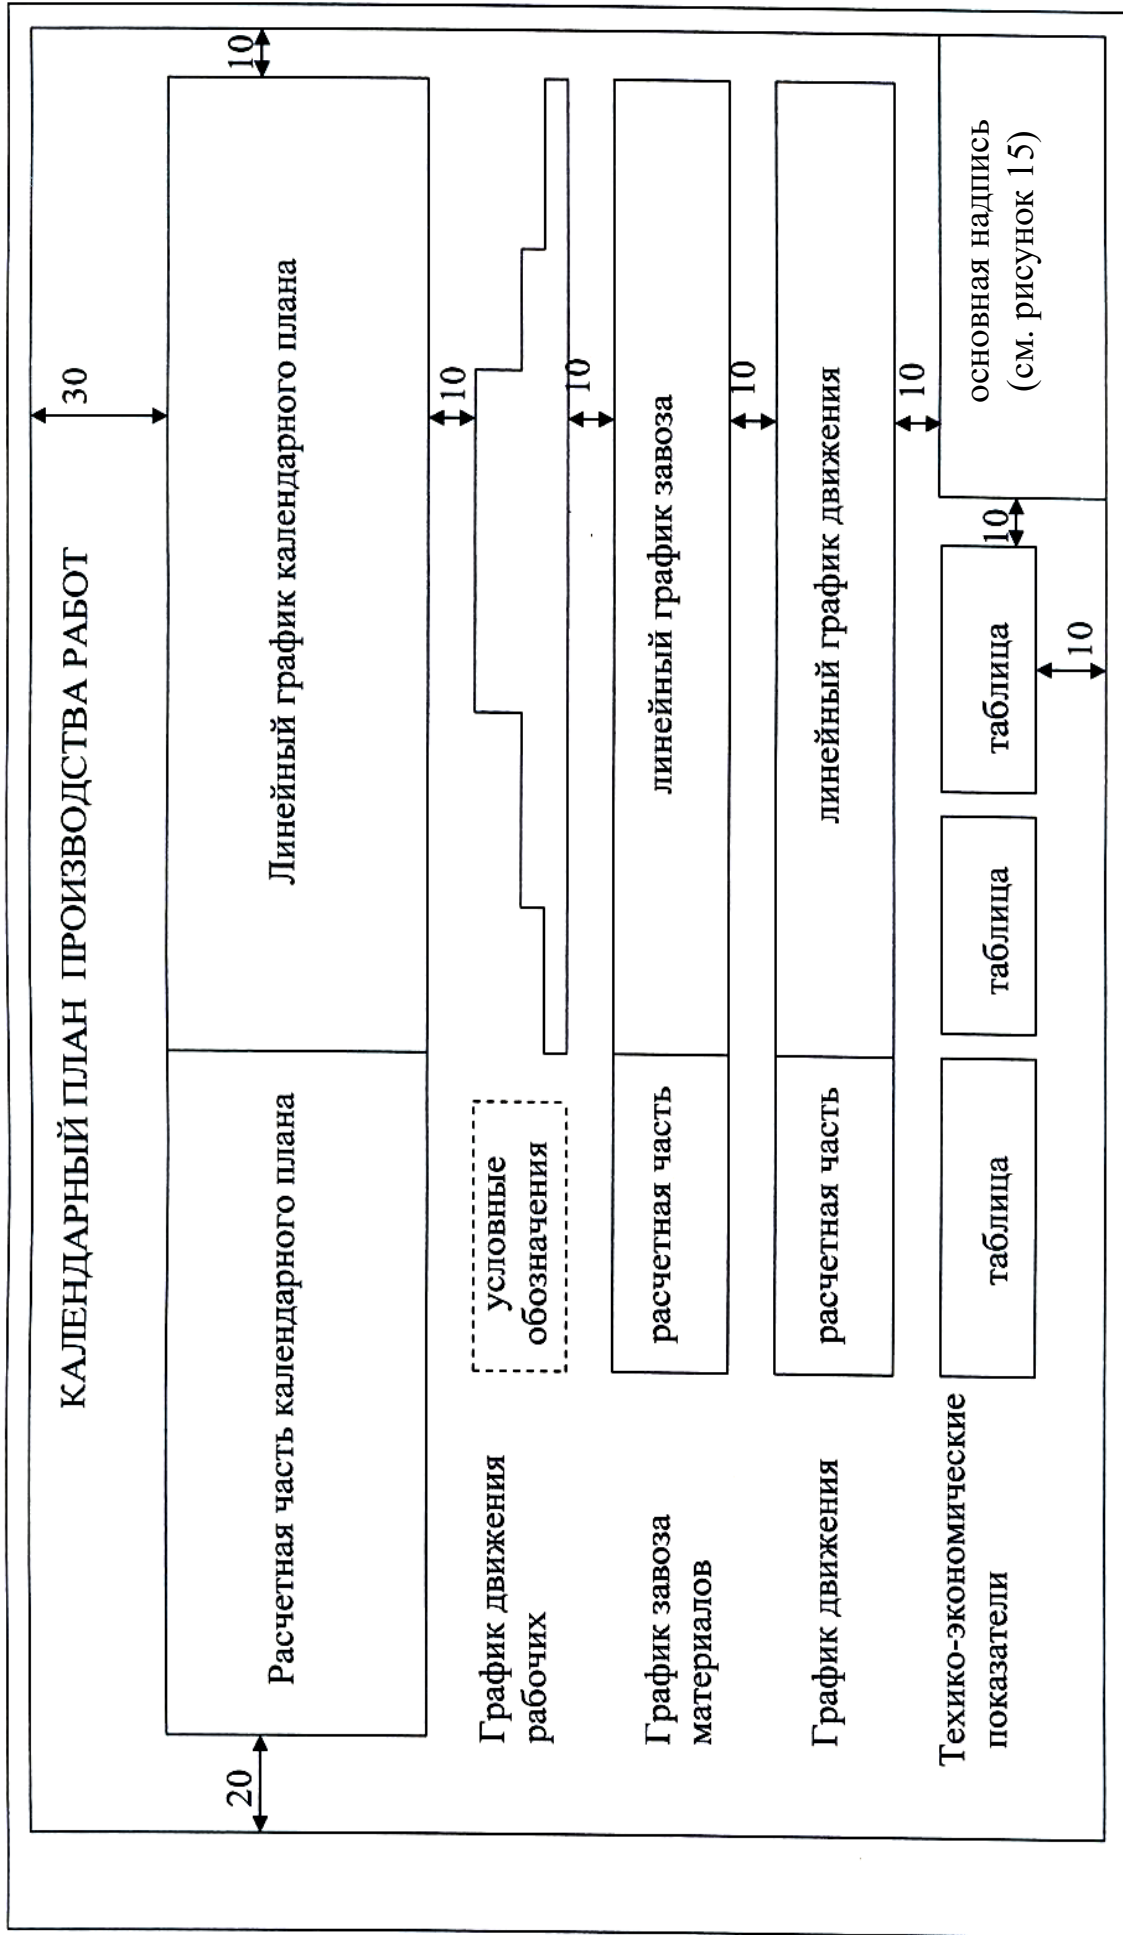 КАЛЕНДАРНЫЙ ПЛАН ПРОИЗВОДСТВА РАБОТ
30
10
20
Расчетная часть календарного плана
Линейный график календарного плана
10
График движения
рабочих
условные
обозначения
10
График завоза
материалов
расчетная часть
линейный график завоза
10
График движения
расчетная часть
линейный график движения
10
Техико-экономические
показатели
таблица
таблица
таблица
10
10
основная надпись
(см. рисунок 15)